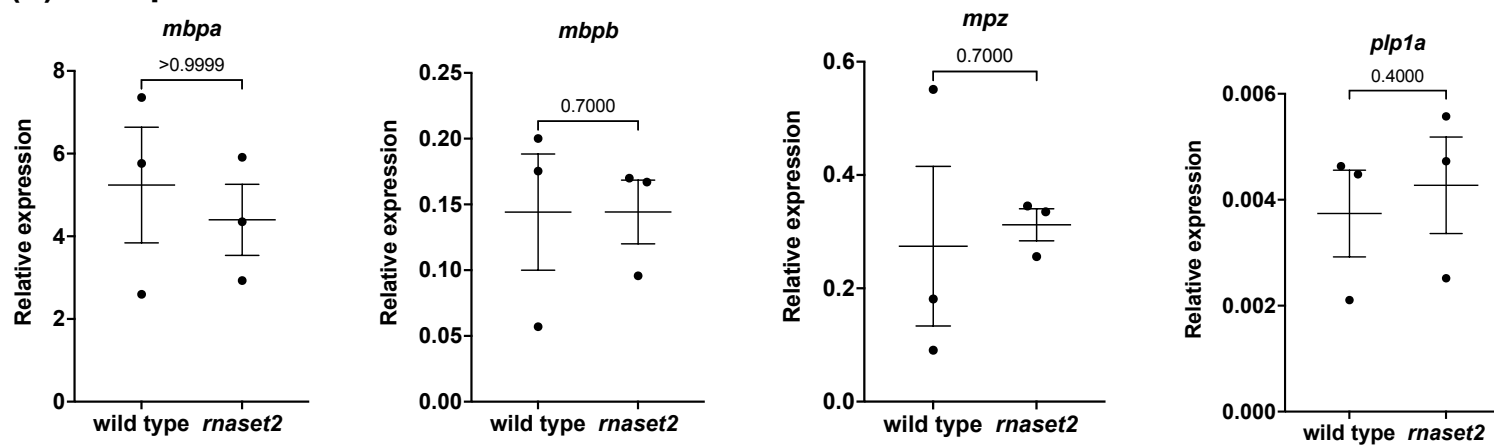 mbpa
>0.9999
8
6
4
2
0
Relative expression
wild type rnaset2
mbpb
0.7000
0.25
0.20
0.15
0.10
0.05
0.00
Relative expression
wild type rnaset2
mpz
0.7000
0.6
0.4
0.2
0.0
Relative expression
wild type rnaset2
plp1a
0.4000
0.006
0.004
0.002
0.000
Relative expression
wild type rnaset2